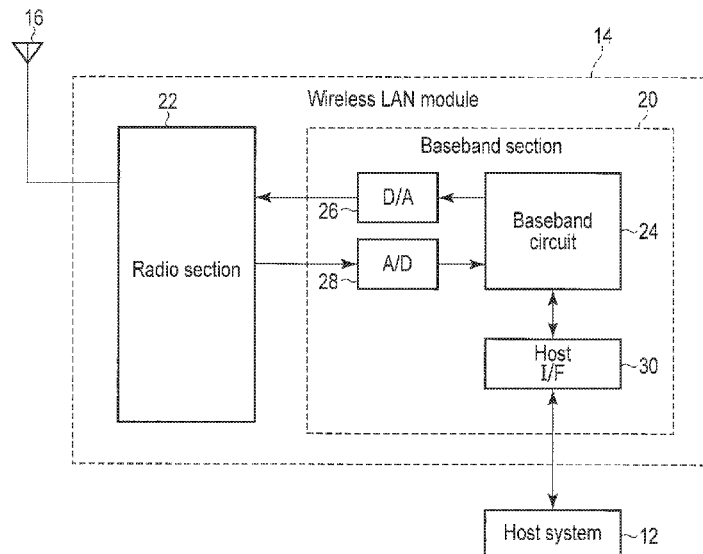 16
14
Wireless LAN module
22
20
Baseband section
D/A
26
Baseband
circuit
24
Radio section
A/D
28
Host
I/F
30
Host system
12